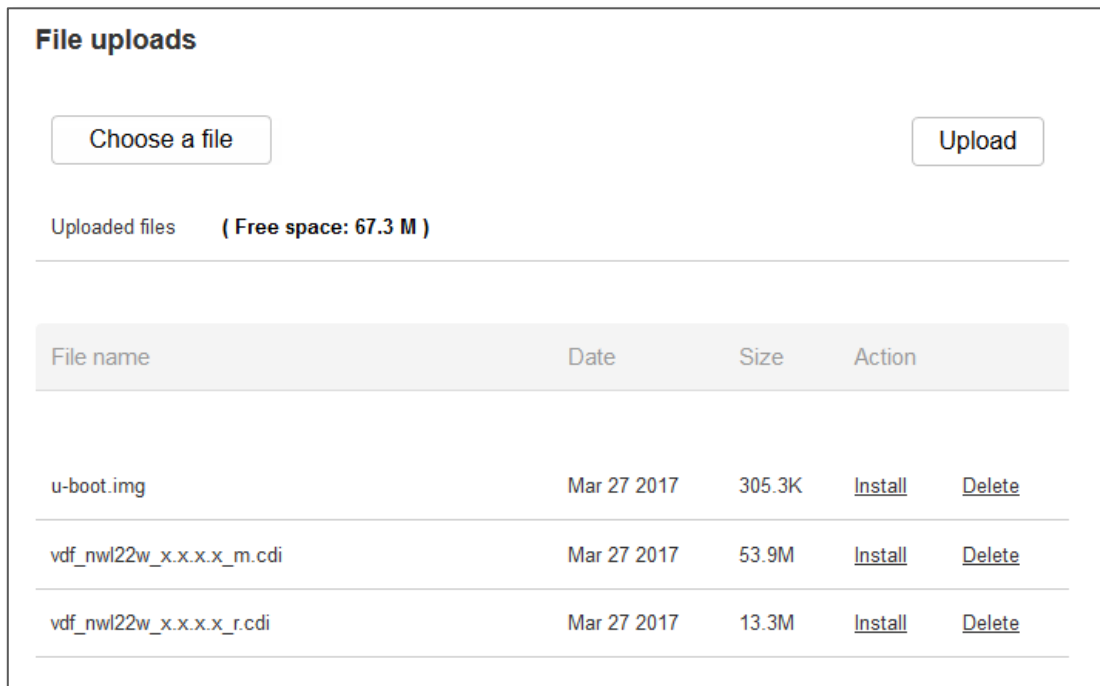 File uploads
Choose a file Upload
Uploaded files ( Free space: 67.3 M )
File name Date Size Action
u-boot.img Mar 27 2017 305.3K Install Delete
vdf_nwl22w_x.x.x.x_m.cdi Mar 27 2017 53.9M Install Delete
vdf_nwl22w_x.x.x.x_r.cdi Mar 27 2017 13.3M Install Delete